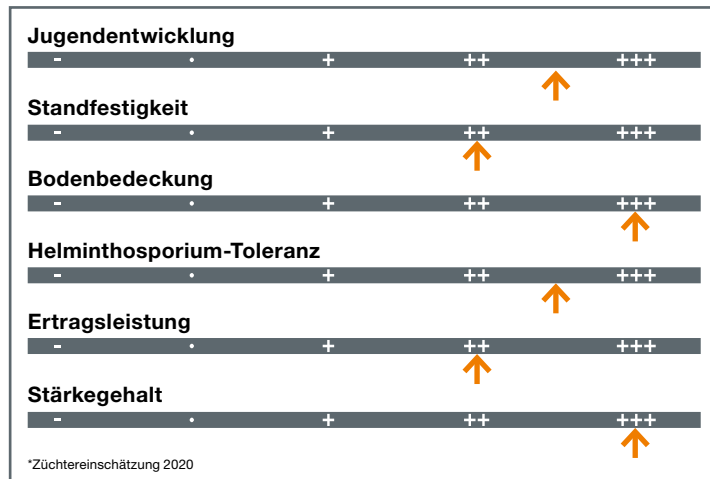 Jugendentwicklung
- • + ++ +++
Standfestigkeit
- • + ++ +++
Bodenbedeckung
- • + ++ +++
Helminthosporium-Toleranz
- • + ++ +++
Ertragsleistung
- • + ++ +++
Stärkegehalt
- • + ++ +++
*Züchtereinschätzung 2020